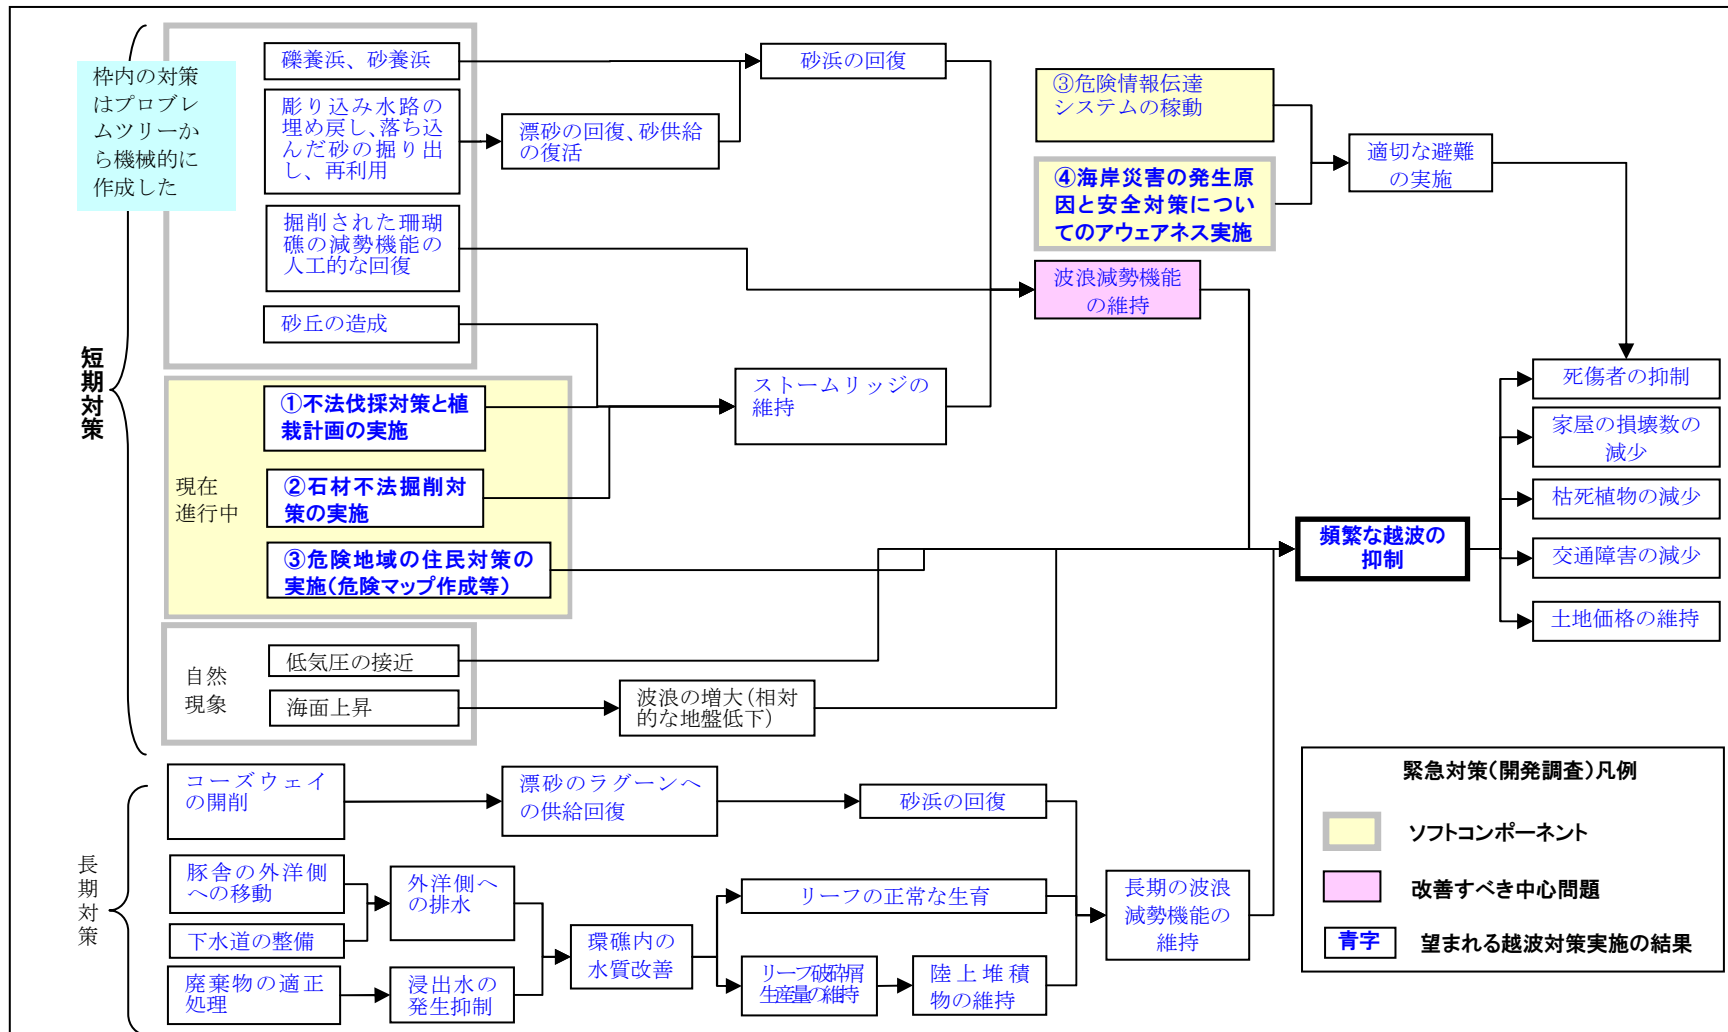 枠内の対策
はプロブレ
ムツリーか
ら機械的に
作成した
短期対策
礫養浜、砂養浜
彫り込み水路の
埋め戻し、落ち込
んだ砂の掘り出
し、再利用
掘削された珊瑚
礁の減勢機能の
人工的な回復
砂丘の造成
漂砂の回復、砂供給
の復活
砂浜の回復
③危険情報伝達
システムの稼動
④海岸災害の発生原
因と安全対策につい
てのアウェアネス実施
適切な避難
の実施
波浪減勢機能
の維持
現在
進行中
①不法伐採対策と植
栽計画の実施
②石材不法掘削対
策の実施
③危険地域の住民対策の
実施(危険マップ作成等)
ストームリッジの
維持
頻繁な越波の
抑制
死傷者の抑制
家屋の損壊数の
減少
枯死植物の減少
交通障害の減少
土地価格の維持
自然
現象
低気圧の接近
海面上昇
波浪の増大(相対
的な地盤低下)
長期対策
コーズウェイ
の開削
漂砂のラグーンへ
の供給回復
砂浜の回復
豚舎の外洋側
への移動
下水道の整備
廃棄物の適正
処理
外洋側へ
の排水
浸出水の
発生抑制
環礁内の
水質改善
リーフの正常な生育
リーフ破砕屑
生産量の維持
陸上堆積
物の維持
長期の波浪
減勢機能の
維持
緊急対策(開発調査)凡例
ソフトコンポーネント
改善すべき中心問題
青字 望まれる越波対策実施の結果